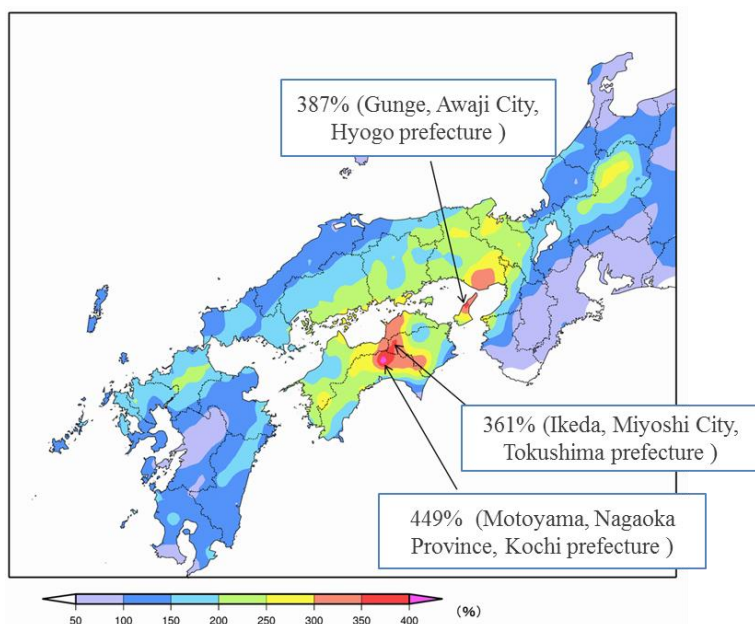 387% (Gunge, Awaji City,
Hyogo prefecture )
361% (Ikeda, Miyoshi City,
Tokushima prefecture )
449% (Motoyama, Nagaoka
Province, Kochi prefecture )
50 100 150 200 250 300 350 400 (%)